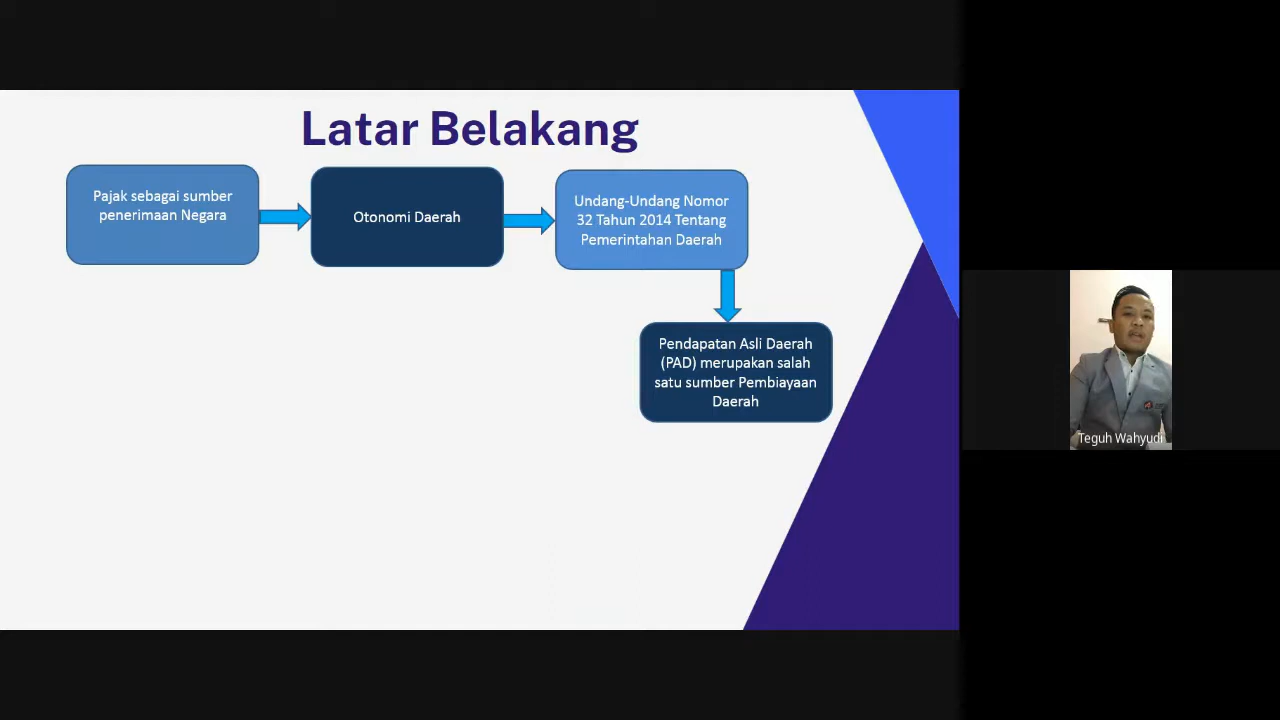 Latar Belakang
Pajak sebagai sumber
penerimaan Negara
Otonomi Daerah
Undang-Undang Nomor
32 Tahun 2014 Tentang
Pemerintahan Daerah
Pendapatan Asli Daerah
(PAD) merupakan salah
satu sumber Pembiayaan
Daerah
Teguh Wahyudi